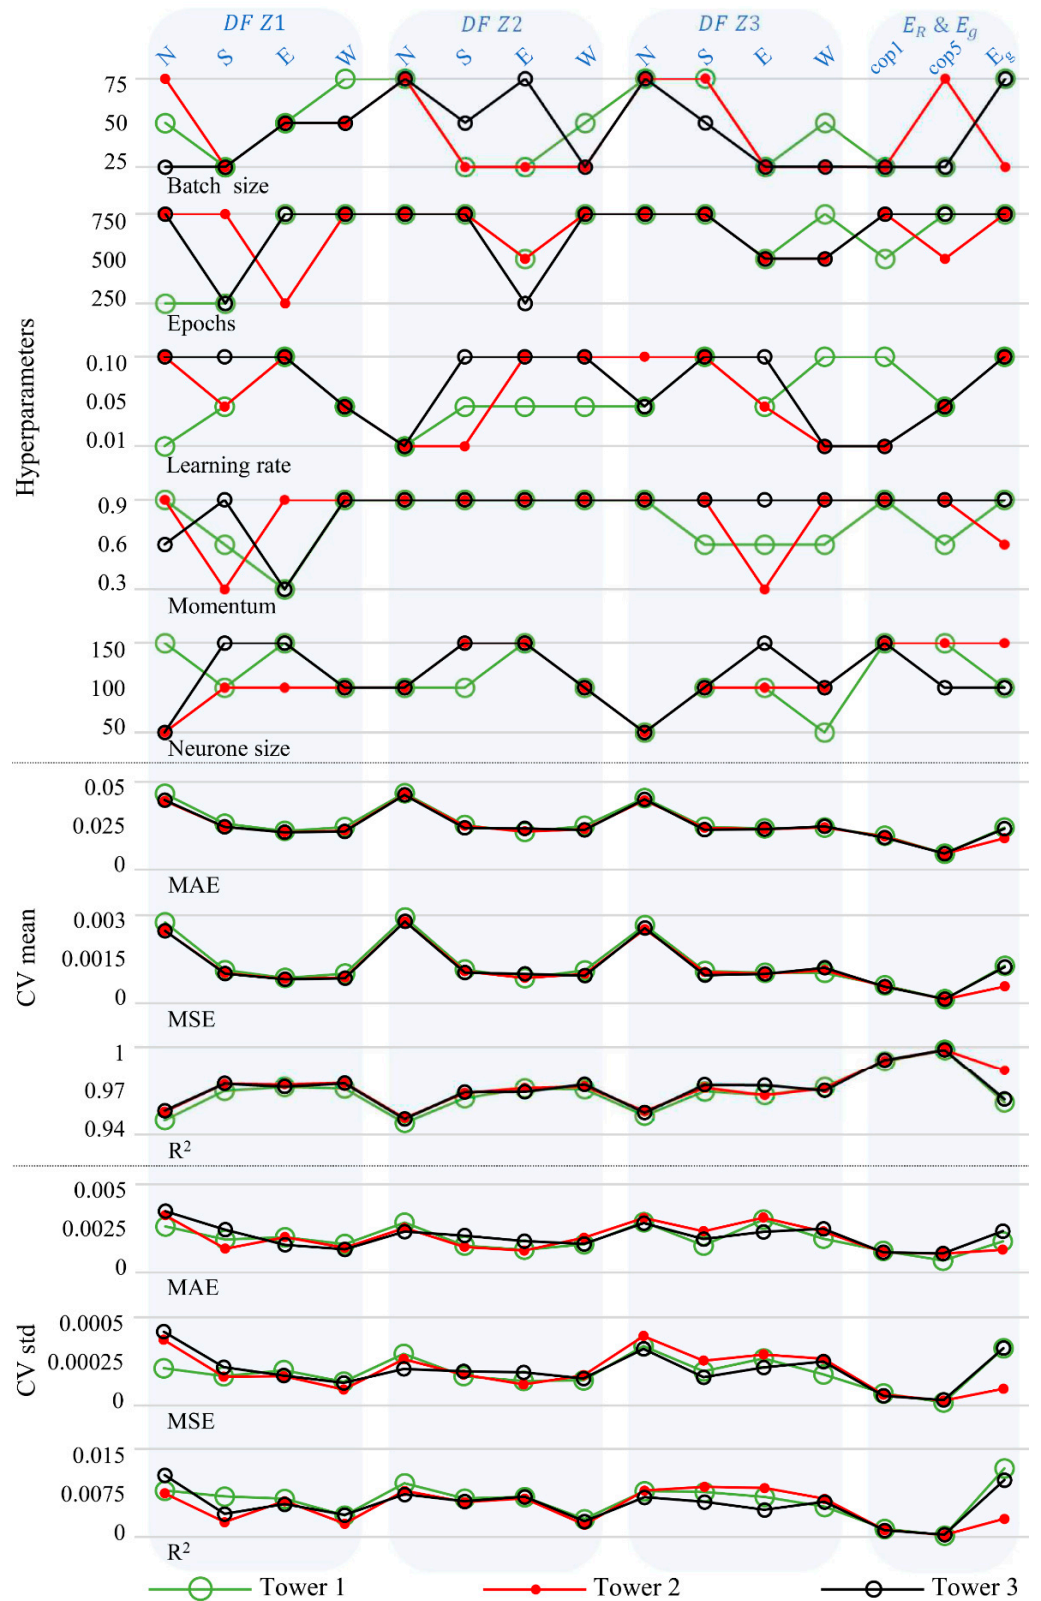 DF Z1 DF Z2 DF Z3 E_R & E_g
N S E W N S E W N S E W cop1 cop5 E_g
75
50
25
Batch size
750
500
250
Epochs
0.10
0.05
0.01
Learning rate
0.9
0.6
0.3
Momentum
150
100
50
Neurone size
Hyperparameters
0.05
0.025
0
MAE
0.003
0.0015
0
MSE
1
0.97
0.94
R²
CV mean
0.005
0.0025
0
MAE
0.0005
0.00025
0
MSE
0.015
0.0075
0
R²
CV std
Tower 1 Tower 2 Tower 3